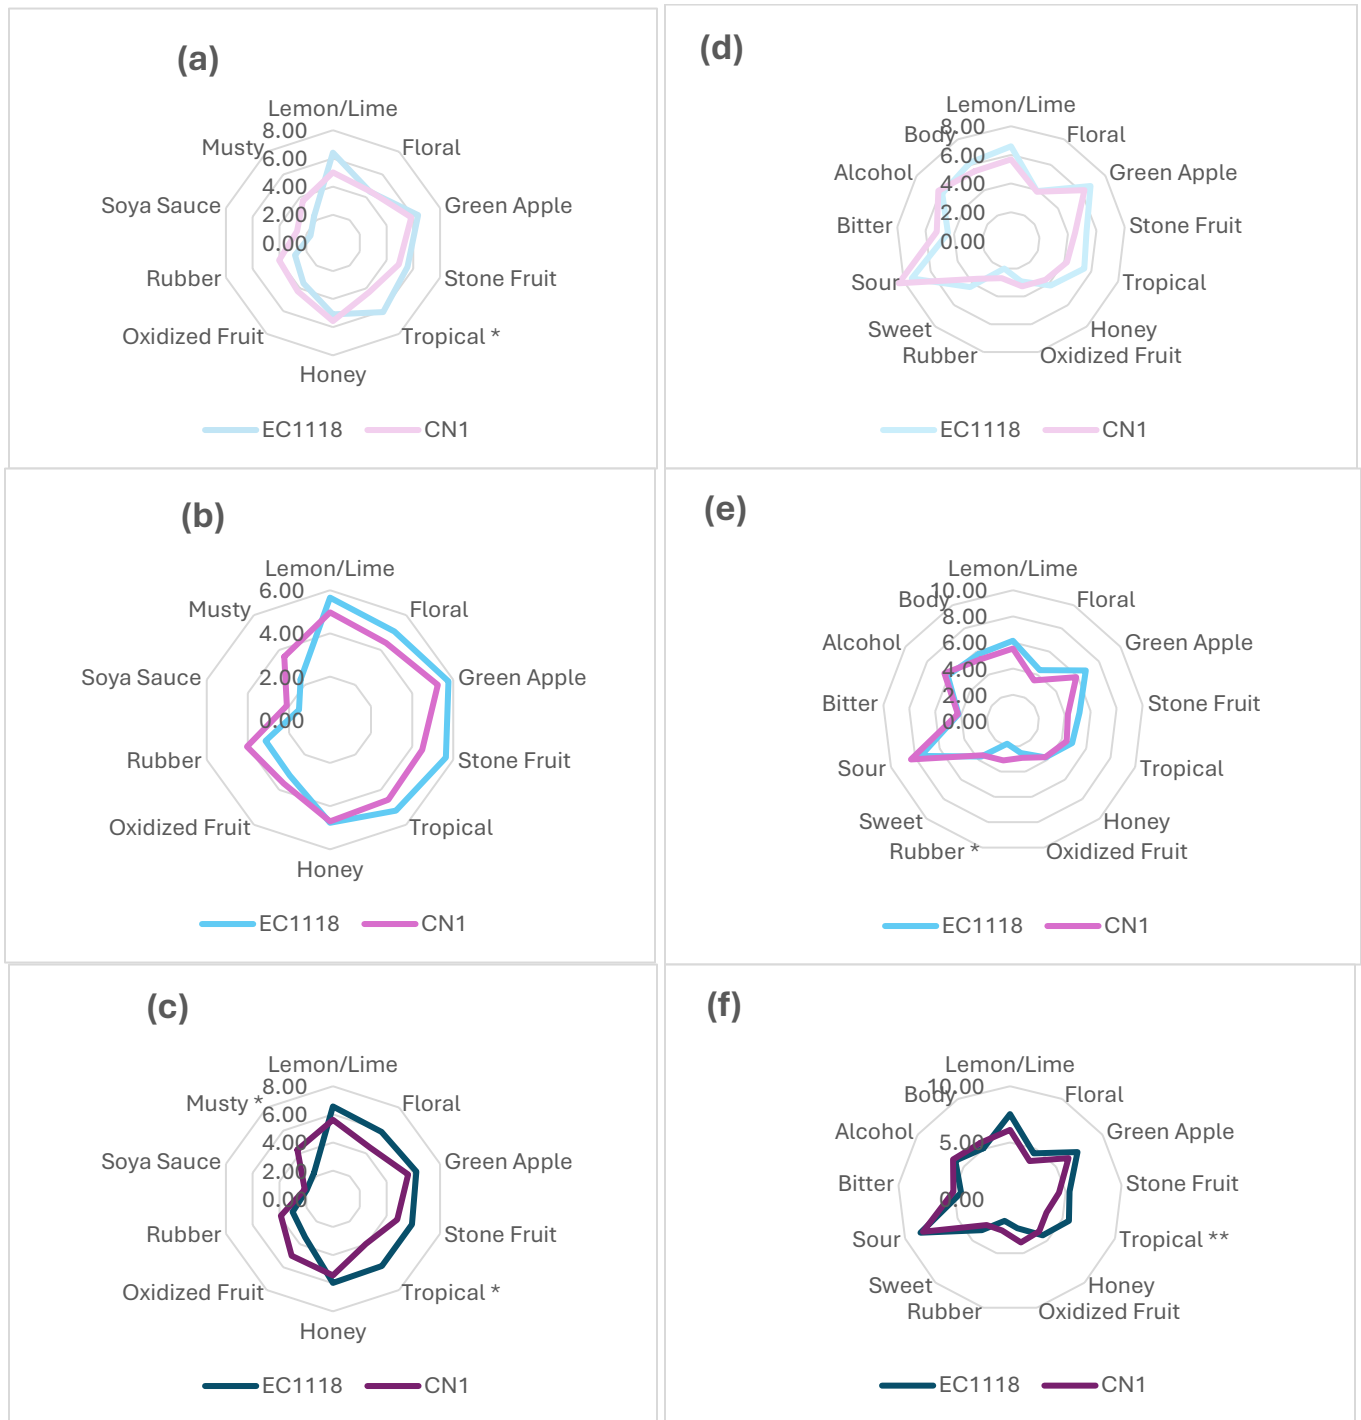 (a)
Lemon/Lime
8.00
Musty
Floral
6.00
4.00
Soya Sauce
Green Apple
2.00
0.00
Rubber
Stone Fruit
Oxidized Fruit
Tropical *
Honey
EC1118
CN1
(d)
Lemon/Lime
8.00
Body
Floral
6.00
Alcohol
Green Apple
4.00
Bitter
2.00
Stone Fruit
0.00
Sour
Tropical
Sweet
Honey
Rubber
Oxidized Fruit
EC1118
CN1
(b)
Lemon/Lime
6.00
Musty
Floral
4.00
Soya Sauce
2.00
Green Apple
0.00
Rubber
Stone Fruit
Oxidized Fruit
Tropical
Honey
EC1118
CN1
(e)
Lemon/Lime
10.00
Body
Floral
8.00
Alcohol
6.00
Green Apple
4.00
Bitter
2.00
Stone Fruit
0.00
Sour
Tropical
Sweet
Honey
Rubber *
Oxidized Fruit
EC1118
CN1
(c)
Lemon/Lime
8.00
Musty *
Floral
6.00
4.00
Soya Sauce
Green Apple
2.00
0.00
Rubber
Stone Fruit
Oxidized Fruit
Tropical *
Honey
EC1118
CN1
(f)
Lemon/Lime
10.00
Body
Floral
Alcohol
5.00
Green Apple
Bitter
Stone Fruit
0.00
Sour
Tropical **
Sweet
Honey
Rubber
Oxidized Fruit
EC1118
CN1